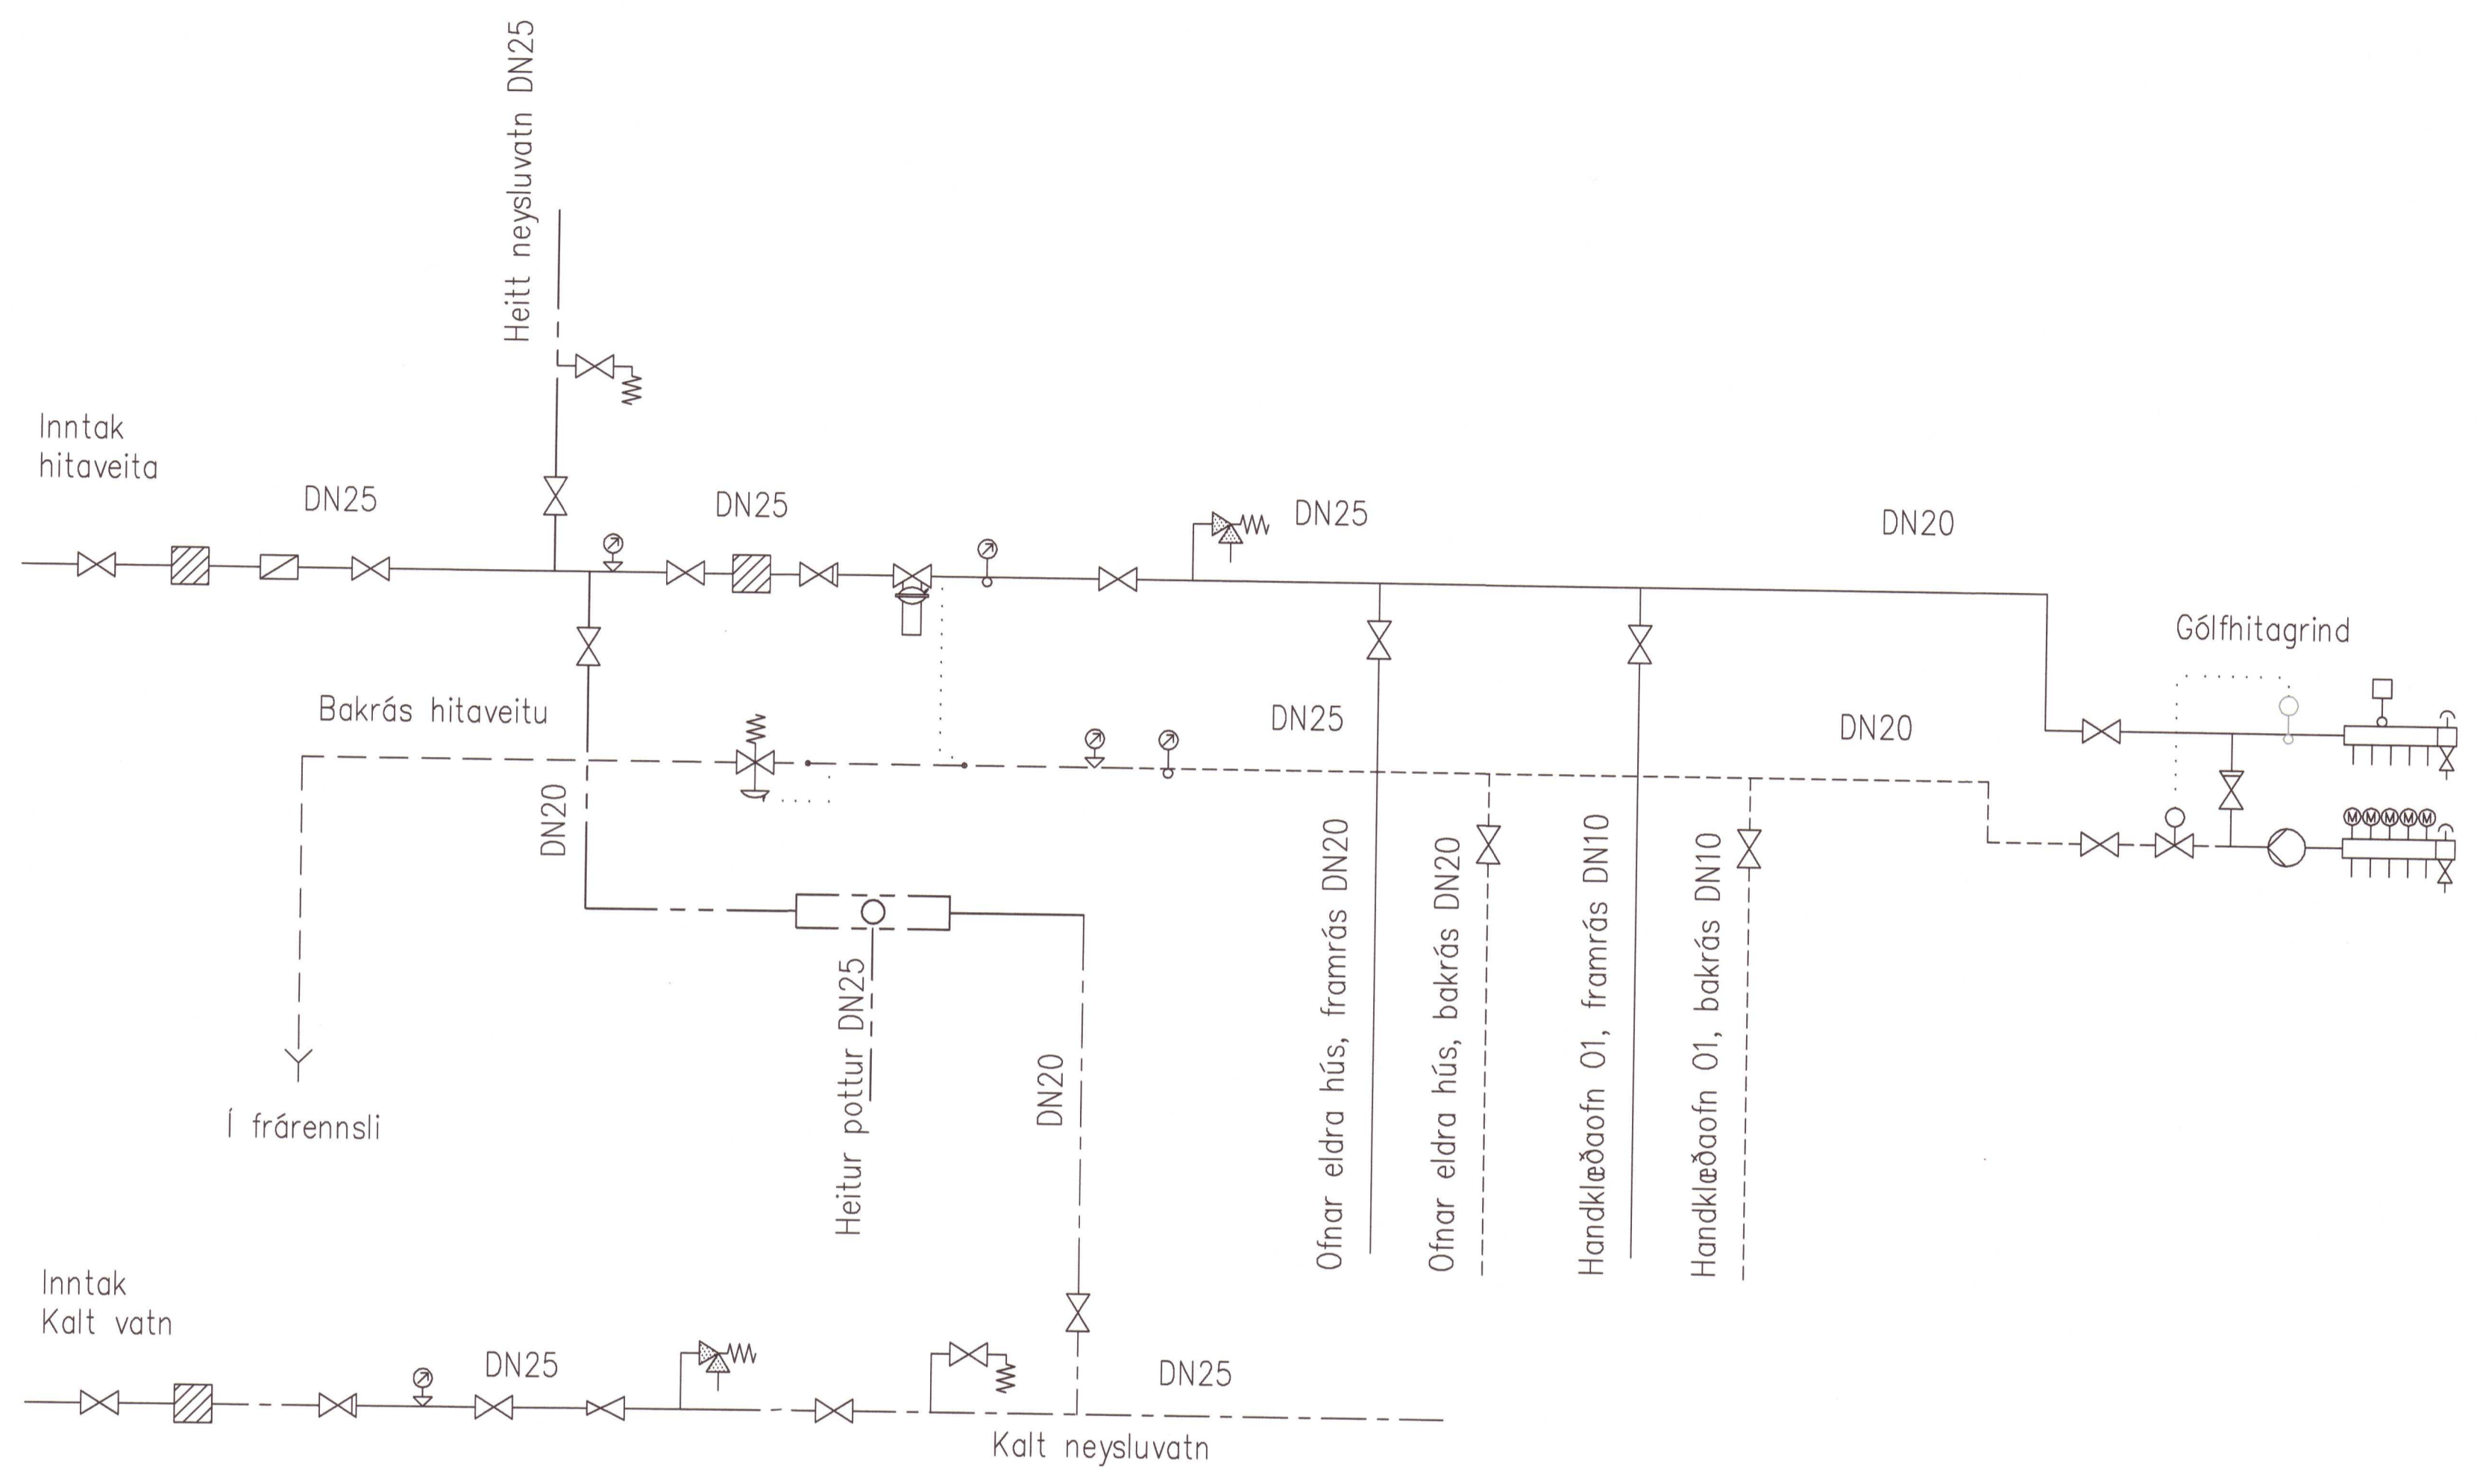 Heitt neysluvatn DN25
Inntak
hitaveita
DN25
DN25
DN25
DN20
Gólfhitagrind
Bakrás hitaveitu
DN25
DN20
DN20
MMMMM
Heitur pottur DN25
DN20
Ofnar eldra hús, framrás DN20
Ofnar eldra hús, bakrás DN20
Handklæðaofn 01, framrás DN10
Handklæðaofn 01, bakrás DN10
Í frárennsli
Inntak
Kalt vatn
DN25
DN25
Kalt neysluvatn